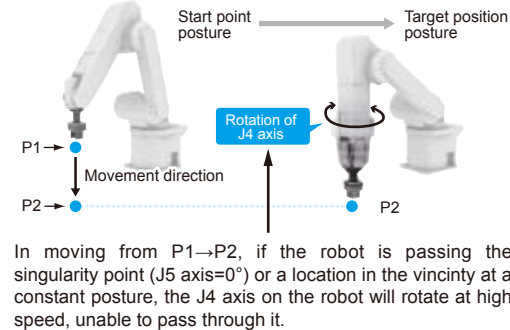 Start point
posture
Target position
posture
Rotation of
J4 axis
P1
Movement direction
P2
P2
In moving from P1→P2, if the robot is passing the
singularity point (J5 axis=0°) or a location in the vincinty at a
constant posture, the J4 axis on the robot will rotate at high
speed, unable to pass through it.